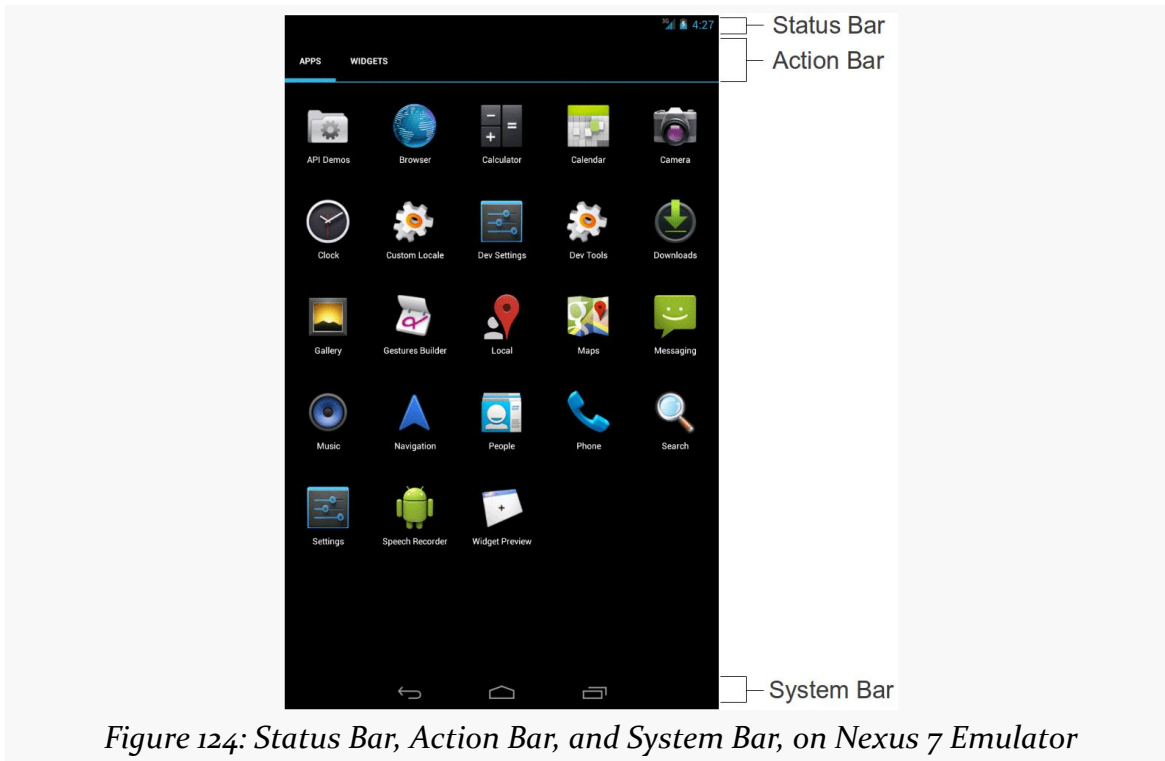 3G 4:27
Status Bar
Action Bar
APPS WIDGETS
API Demos Browser Calculator Calendar Camera
Clock Custom Locale Dev Settings Dev Tools Downloads
Gallery Gestures Builder Local Maps Messaging
Music Navigation People Phone Search
Settings Speech Recorder Widget Preview
System Bar
Figure 124: Status Bar, Action Bar, and System Bar, on Nexus 7 Emulator